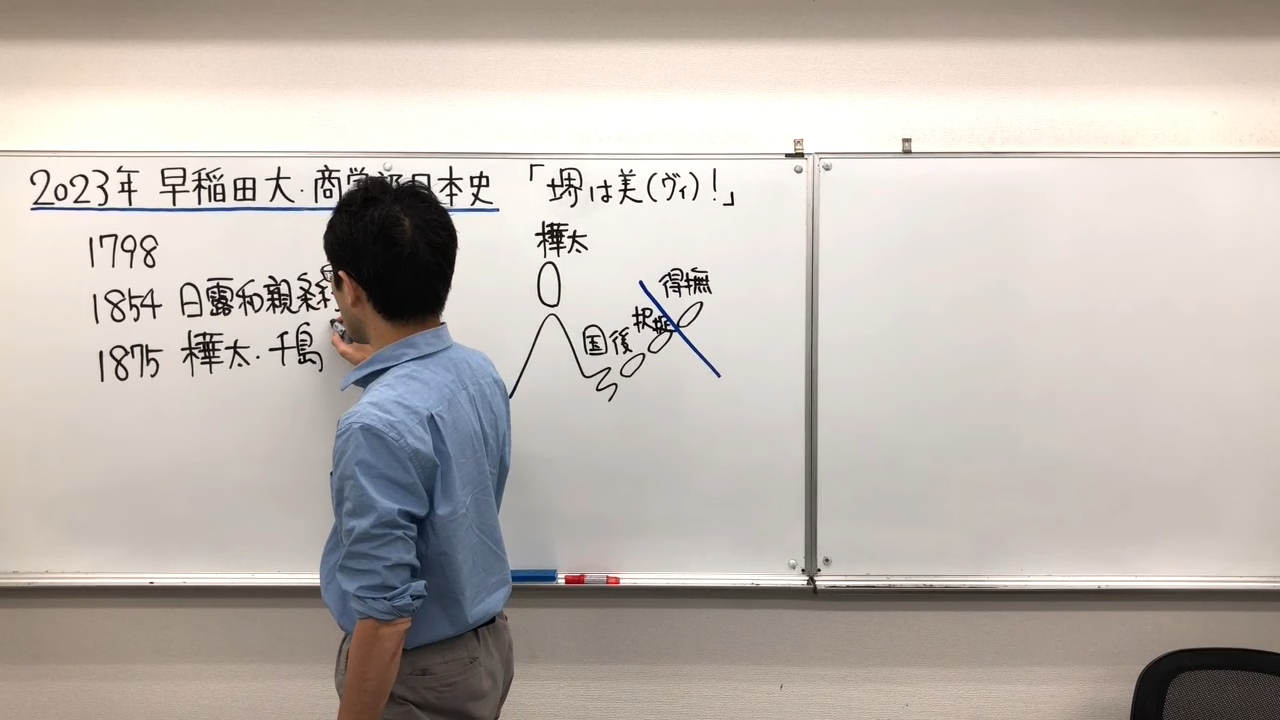 2023年 早稲田大・商学部日本史
「堺は美(ヴィ)!」
1798
1854 日露和親条約
1875 樺太・千島
樺太
得撫
択捉
国後